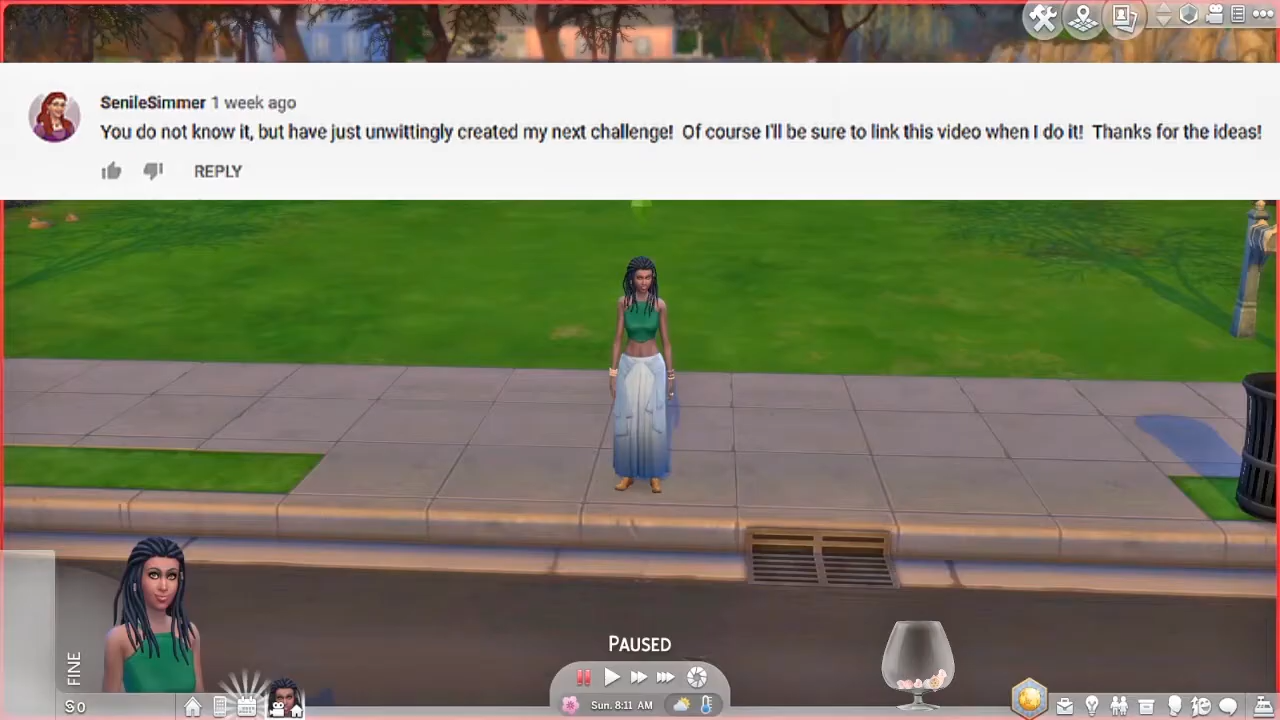 SenileSimmer 1 week ago
You do not know it, but have just unwittingly created my next challenge! Of course I'll be sure to link this video when I do it! Thanks for the ideas!
REPLY
PAUSED
FINE
§0
Sun. 8:11 AM